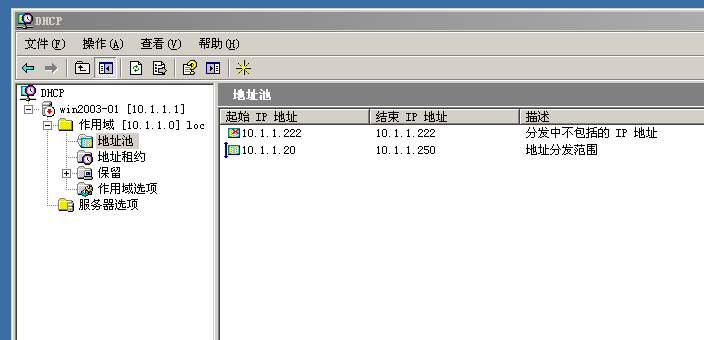 DHCP
文件(F) 操作(A) 查看(V) 帮助(H)
DHCP
win2003-01 [10.1.1.1]
作用域 [10.1.1.0] loc
地址池
地址租约
保留
作用域选项
服务器选项
地址池
起始 IP 地址 结束 IP 地址 描述
10.1.1.222 10.1.1.222 分发中不包括的 IP 地址
10.1.1.20 10.1.1.250 地址分发范围